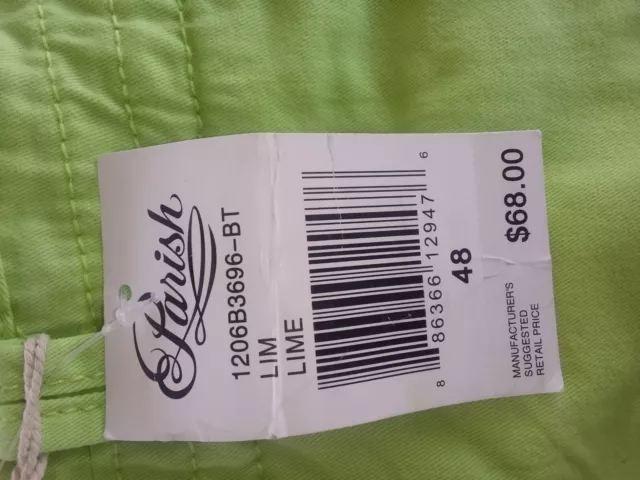 Parish
1206B3696-BT
LIM
LIME
8 86366 12947 6
48
$68.00
MANUFACTURER'S
SUGGESTED
RETAIL PRICE